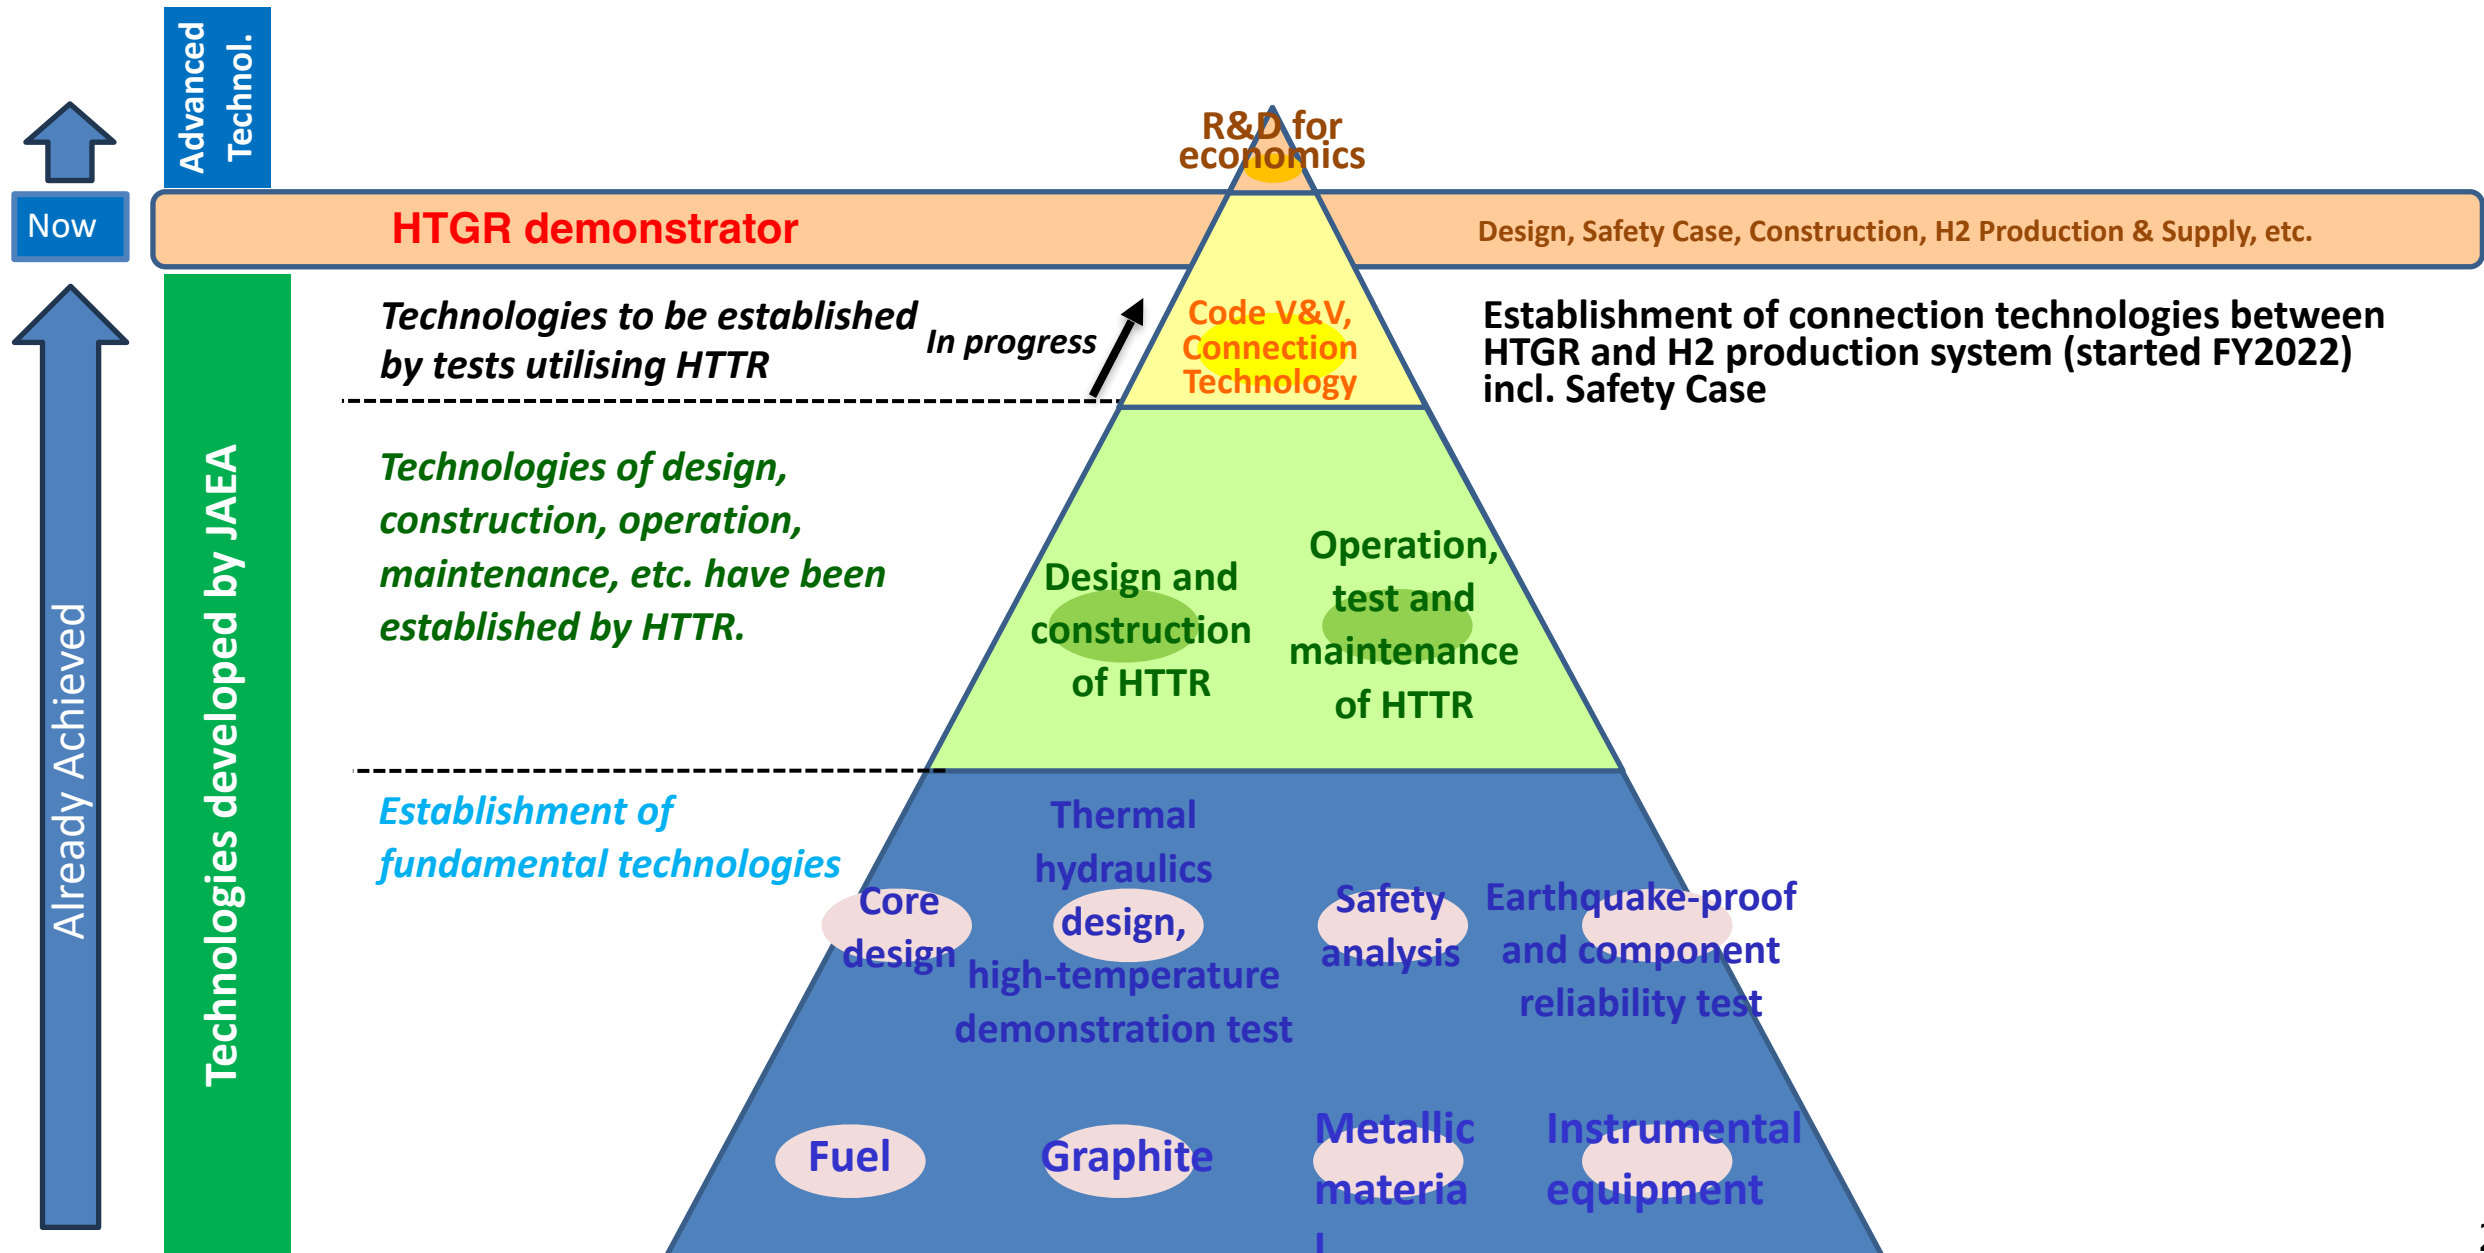 Advanced
Technol.
R&D for
economics
Now
HTGR demonstrator
Design, Safety Case, Construction, H2 Production & Supply, etc.
Already Achieved
Technologies developed by JAEA
Technologies to be established
by tests utilising HTTR
In progress
Code V&V,
Connection
Technology
Establishment of connection technologies between
HTGR and H2 production system (started FY2022)
incl. Safety Case
Technologies of design,
construction, operation,
maintenance, etc. have been
established by HTTR.
Design and
construction
of HTTR
Operation,
test and
maintenance
of HTTR
Establishment of
fundamental technologies
Core
design
Thermal
hydraulics
design,
high-temperature
demonstration test
Safety
analysis
Earthquake-proof
and component
reliability test
Fuel
Graphite
Metallic
materia
l
Instrumental
equipment